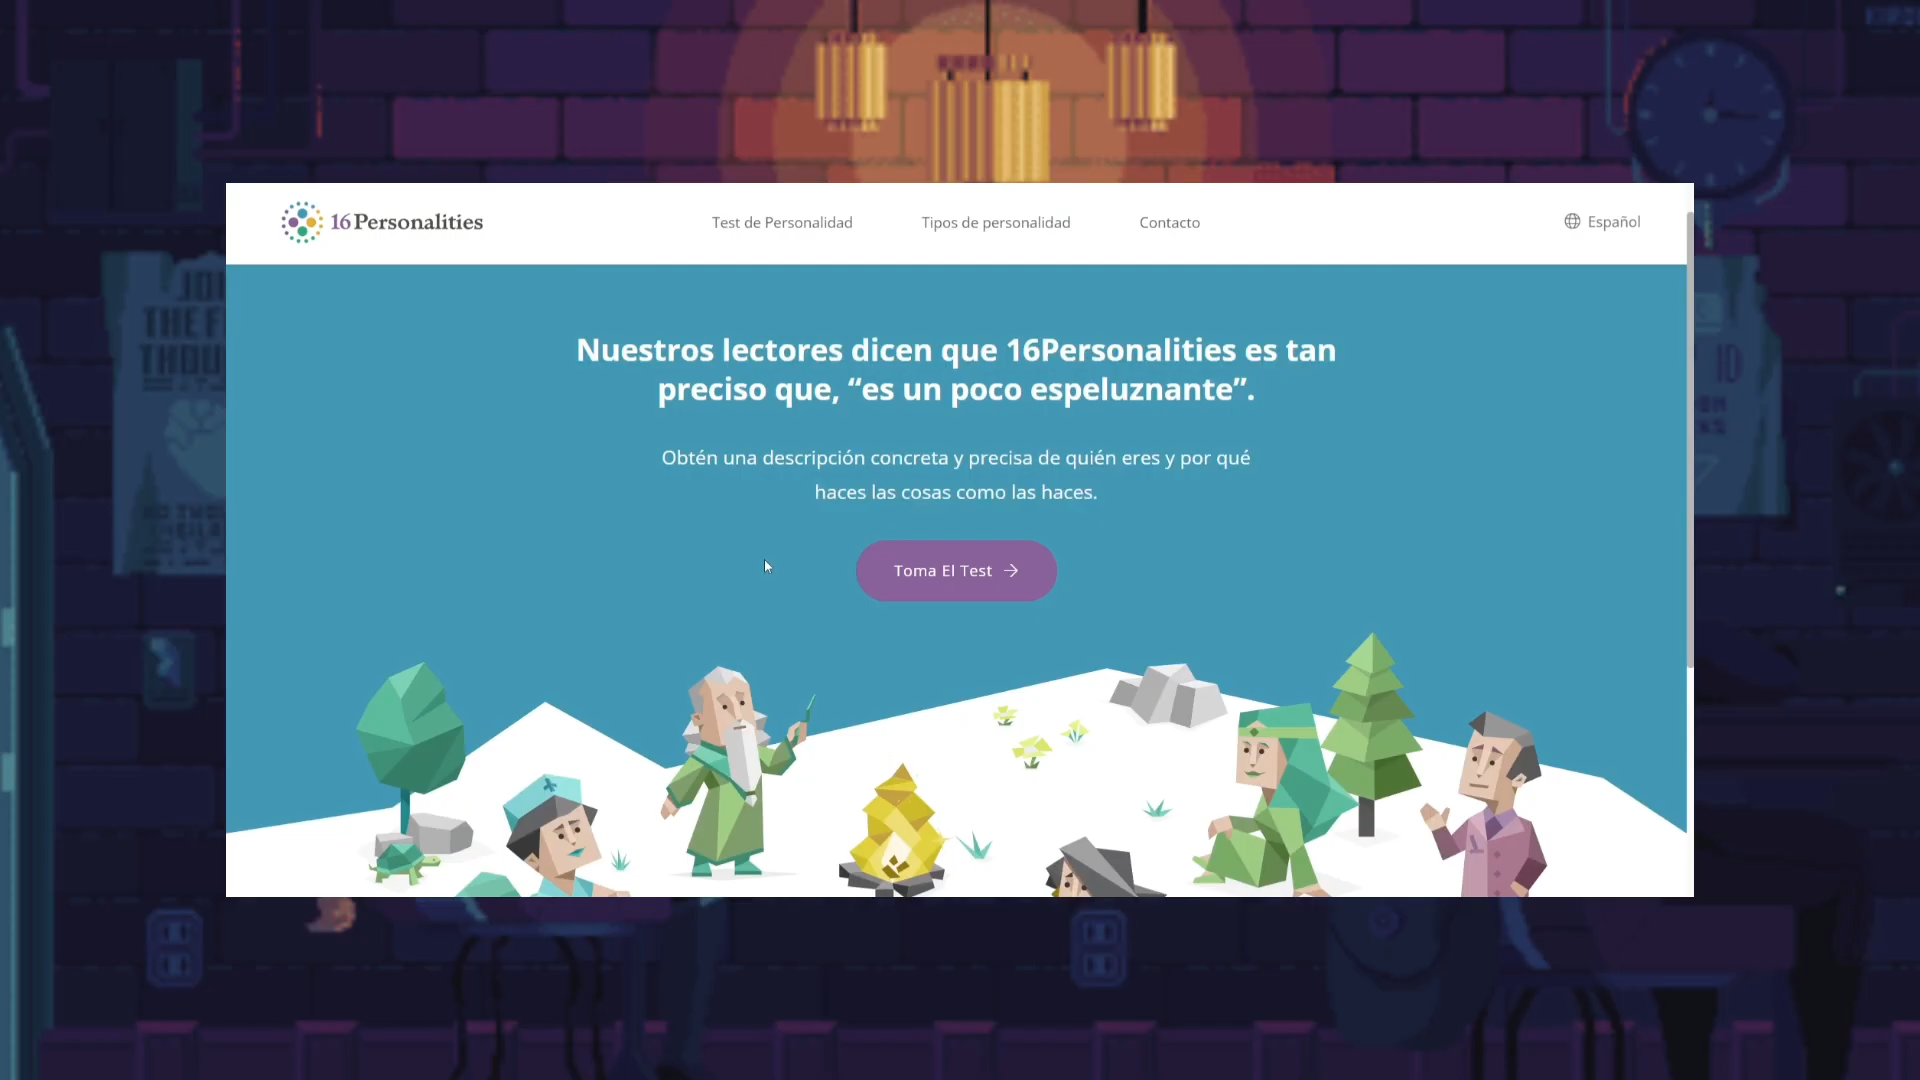 16Personalities
Test de Personalidad
Tipos de personalidad
Contacto
Español
Nuestros lectores dicen que 16Personalities es tan
preciso que, “es un poco espeluznante”.
Obtén una descripción concreta y precisa de quién eres y por qué
haces las cosas como las haces.
Toma El Test